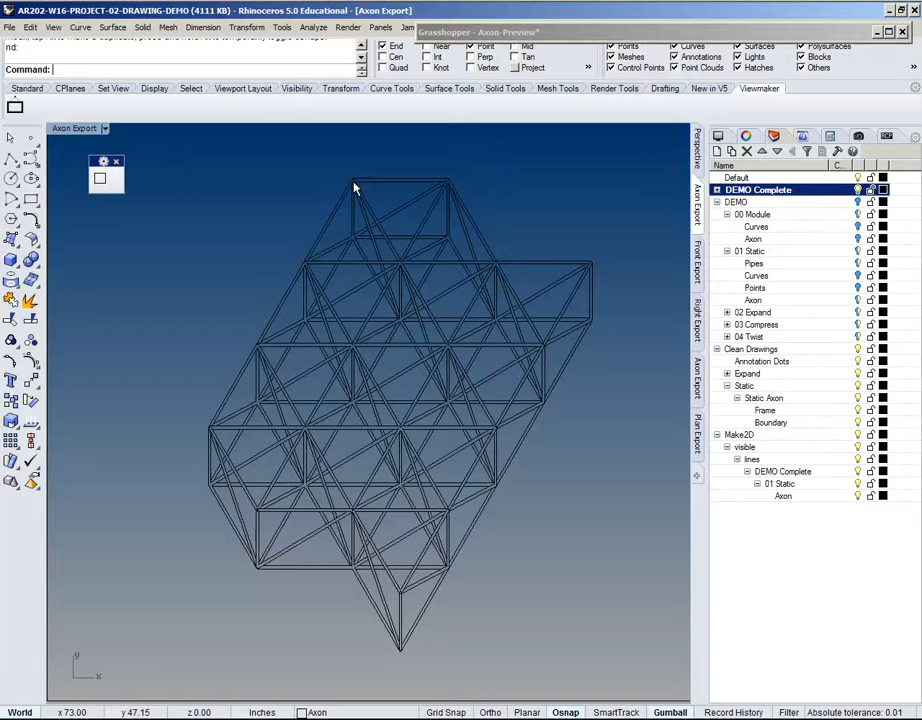 AR202-W16-PROJECT-02-DRAWING-DEMO (4111 KB) - Rhinoceros 5.0 Educational - [Axon Export]
File Edit View Curve Surface Solid Mesh Dimension Transform Tools Analyze Render Panels
Grasshopper - Axon-Preview*
nd:
Command:
End Near Point Mid
Cen Int Perp Tan
Quad Knot Vertex Project »
Points Curves Surfaces Polysurfaces
Meshes Annotations Lights Blocks
Control Points Point Clouds Hatches Others
Standard CPlanes Set View Display Select Viewport Layout Visibility Transform Curve Tools Surface Tools Solid Tools Mesh Tools Render Tools Drafting New in V5 Viewmaker
Axon Export
Perspective
Axon Export
Front Export
Right Export
Axon Export
Plan Export
RCP
Name C...
Default
DEMO Complete
DEMO
00 Module
Curves
Axon
01 Static
Pipes
Curves
Points
Axon
02 Expand
03 Compress
04 Twist
Clean Drawings
Annotation Dots
Expand
Static
Static Axon
Frame
Boundary
Make2D
visible
lines
DEMO Complete
01 Static
Axon
y
x
World x 73.00 y 47.15 z 0.00 Inches Axon Grid Snap Ortho Planar Osnap SmartTrack Gumball Record History Filter Absolute tolerance: 0.01